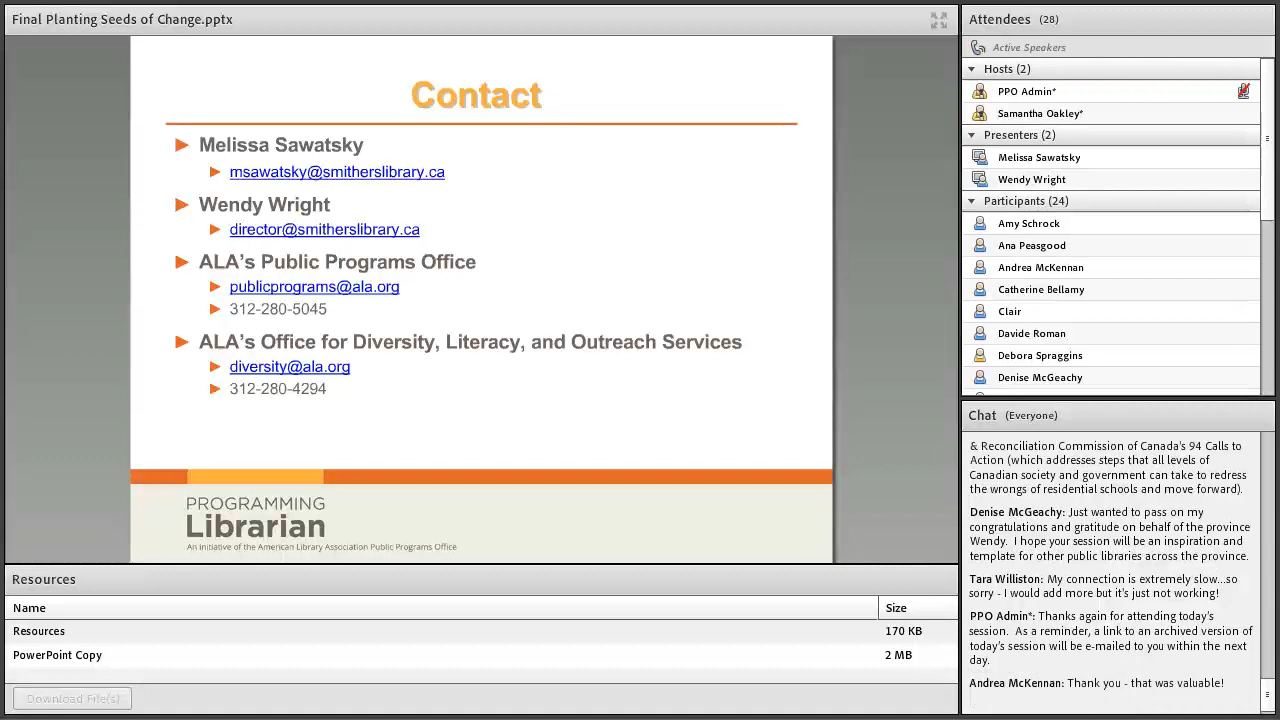 Final Planting Seeds of Change.pptx
Contact
Melissa Sawatsky
msawatsky@smitherslibrary.ca
Wendy Wright
director@smitherslibrary.ca
ALA's Public Programs Office
publicprograms@ala.org
312-280-5045
ALA's Office for Diversity, Literacy, and Outreach Services
diversity@ala.org
312-280-4294
PROGRAMMING
Librarian
An Initiative of the American Library Association Public Programs Office
Resources
Name Size
Resources 170 KB
PowerPoint Copy 2 MB
Download File(s)
Attendees (28)
Active Speakers
Hosts (2)
PPO Admin*
Samantha Oakley*
Presenters (2)
Melissa Sawatsky
Wendy Wright
Participants (24)
Amy Schrock
Ana Peasgood
Andrea McKennan
Catherine Bellamy
Clair
Davide Roman
Debora Spraggins
Denise McGeachy
Chat (Everyone)
& Reconciliation Commission of Canada's 94 Calls to
Action (which addresses steps that all levels of
Canadian society and government can take to redress
the wrongs of residential schools and move forward).
Denise McGeachy: Just wanted to pass on my
congratulations and gratitude on behalf of the province
Wendy. I hope your session will be an inspiration and
template for other public libraries across the province.
Tara Williston: My connection is extremely slow...so
sorry - I would add more but it's just not working!
PPO Admin*: Thanks again for attending today's
session. As a reminder, a link to an archived version of
today's session will be e-mailed to you within the next
day.
Andrea McKennan: Thank you - that was valuable!